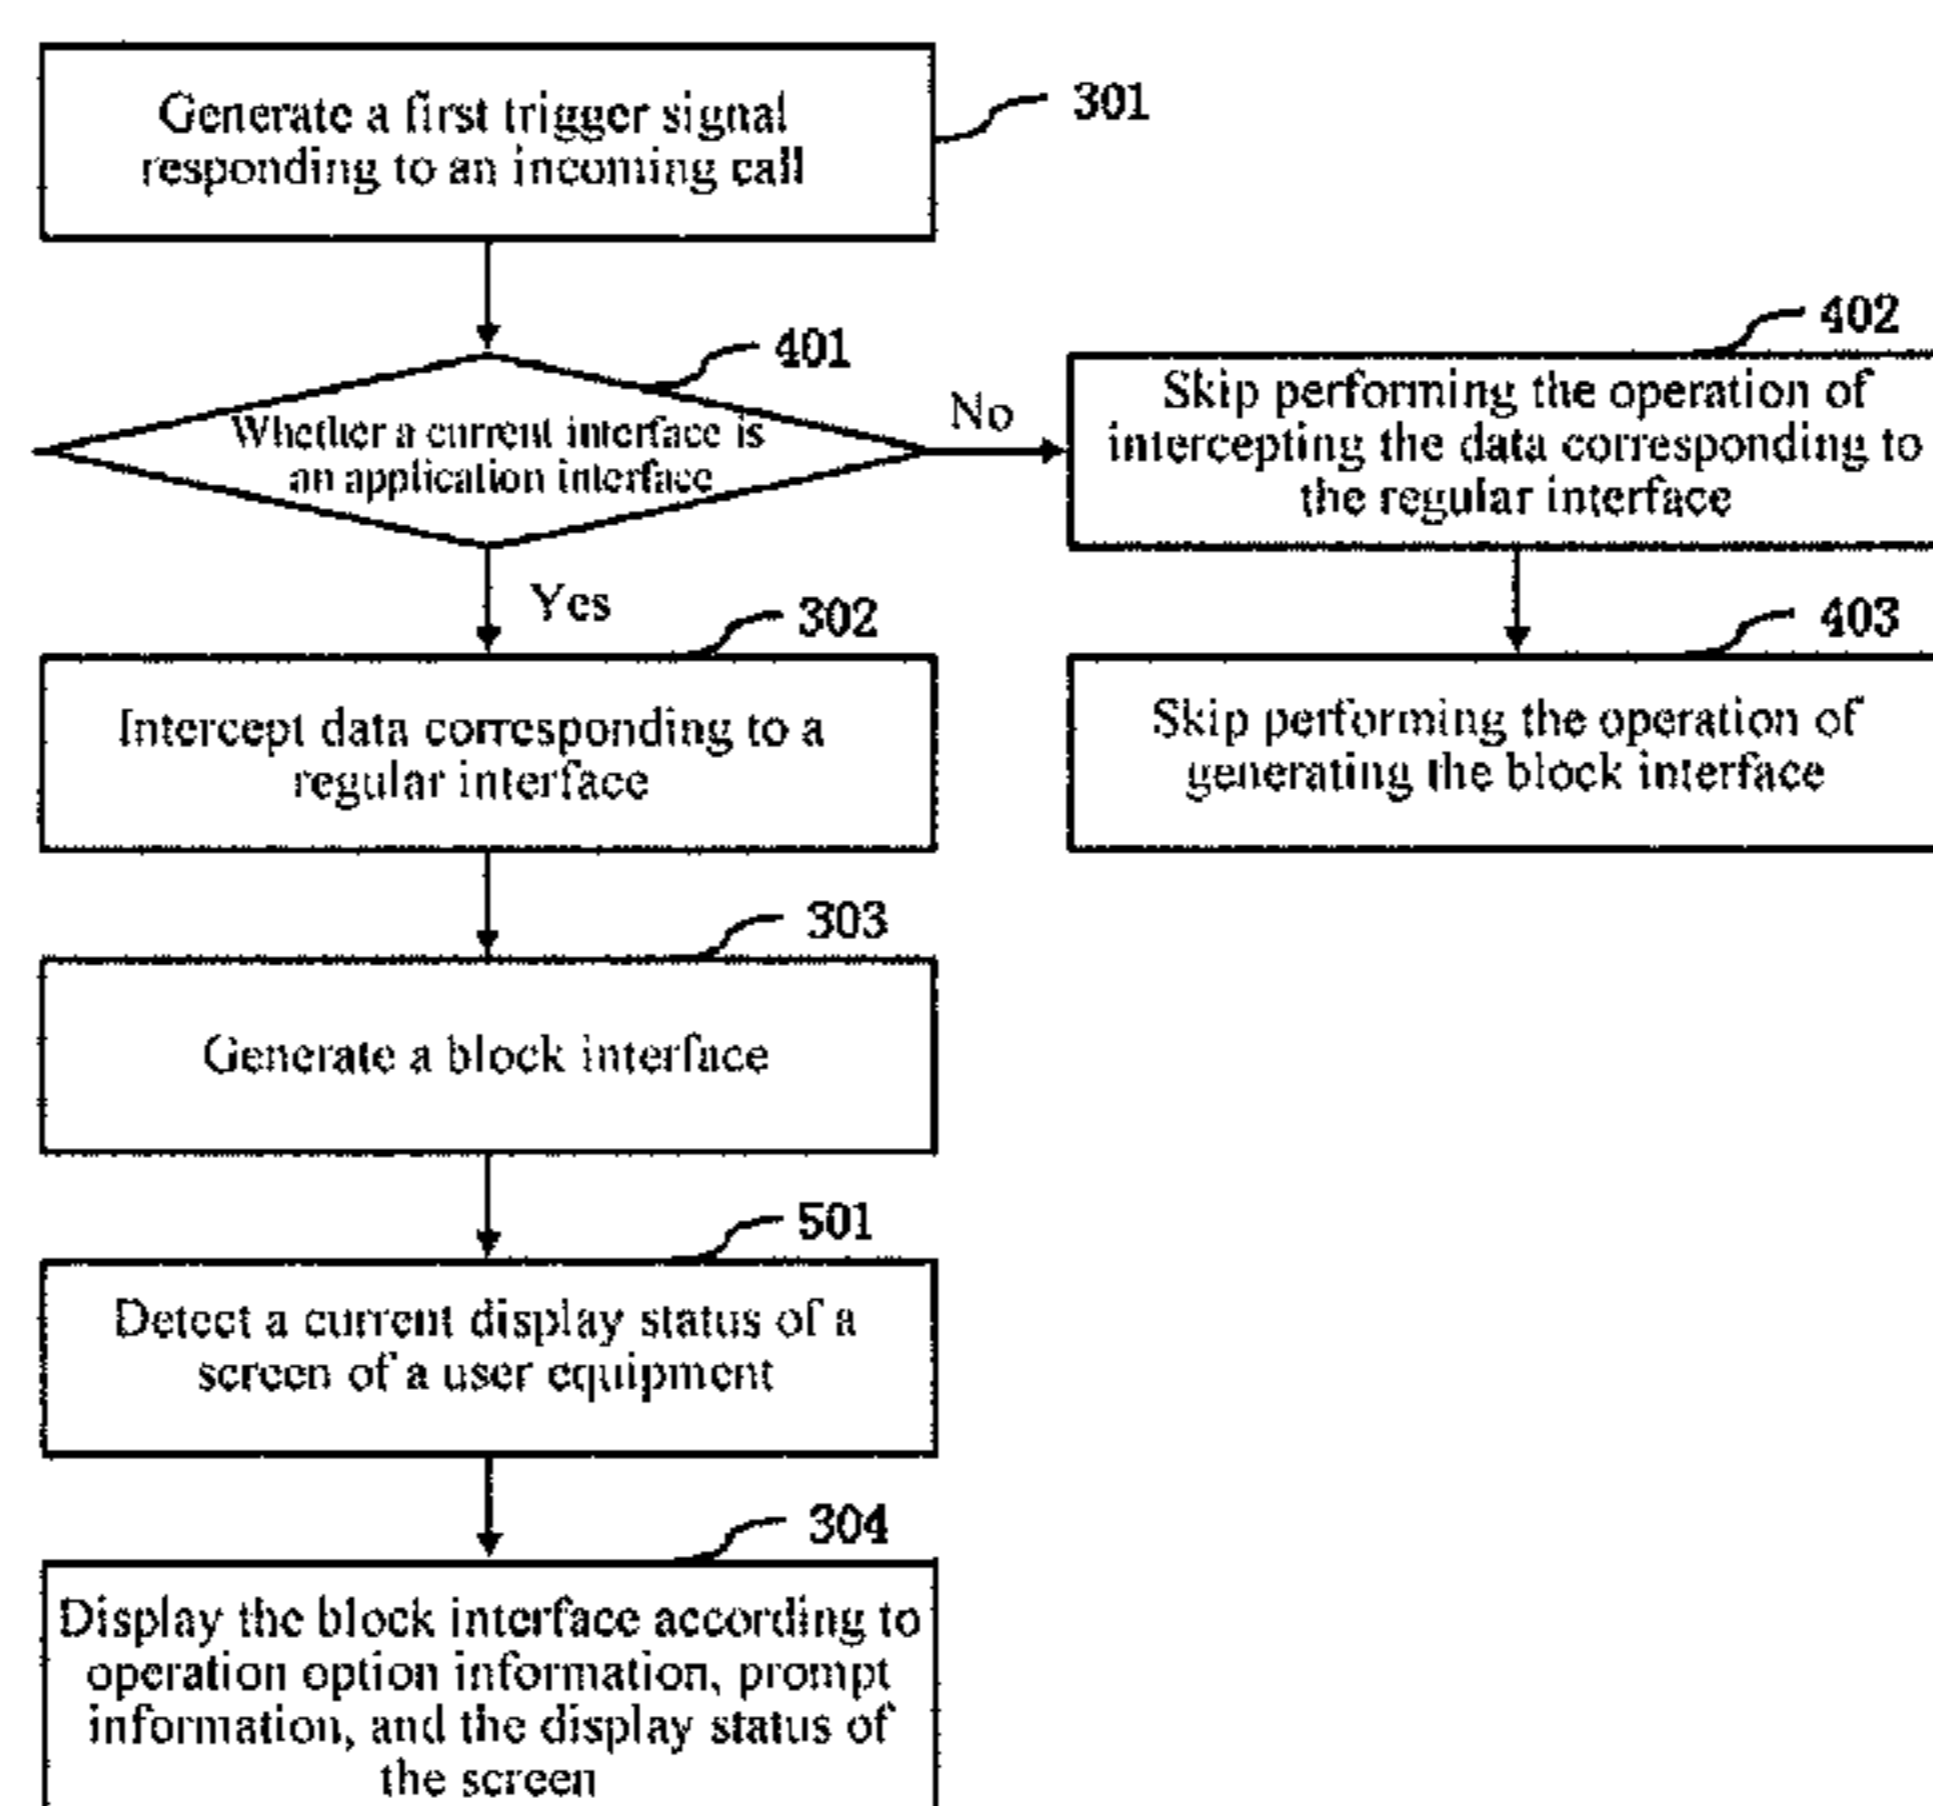 Generate a first trigger signal
responding to an incoming call
301
Whether a current interface is
an application interface
401
No
Skip performing the operation of
intercepting the data corresponding to
the regular interface
402
Yes
Intercept data corresponding to a
regular interface
302
Skip performing the operation of
generating the block interface
403
Generate a block interface
303
Detect a current display status of a
screen of a user equipment
501
Display the block interface according to
operation option information, prompt
information, and the display status of
the screen
304